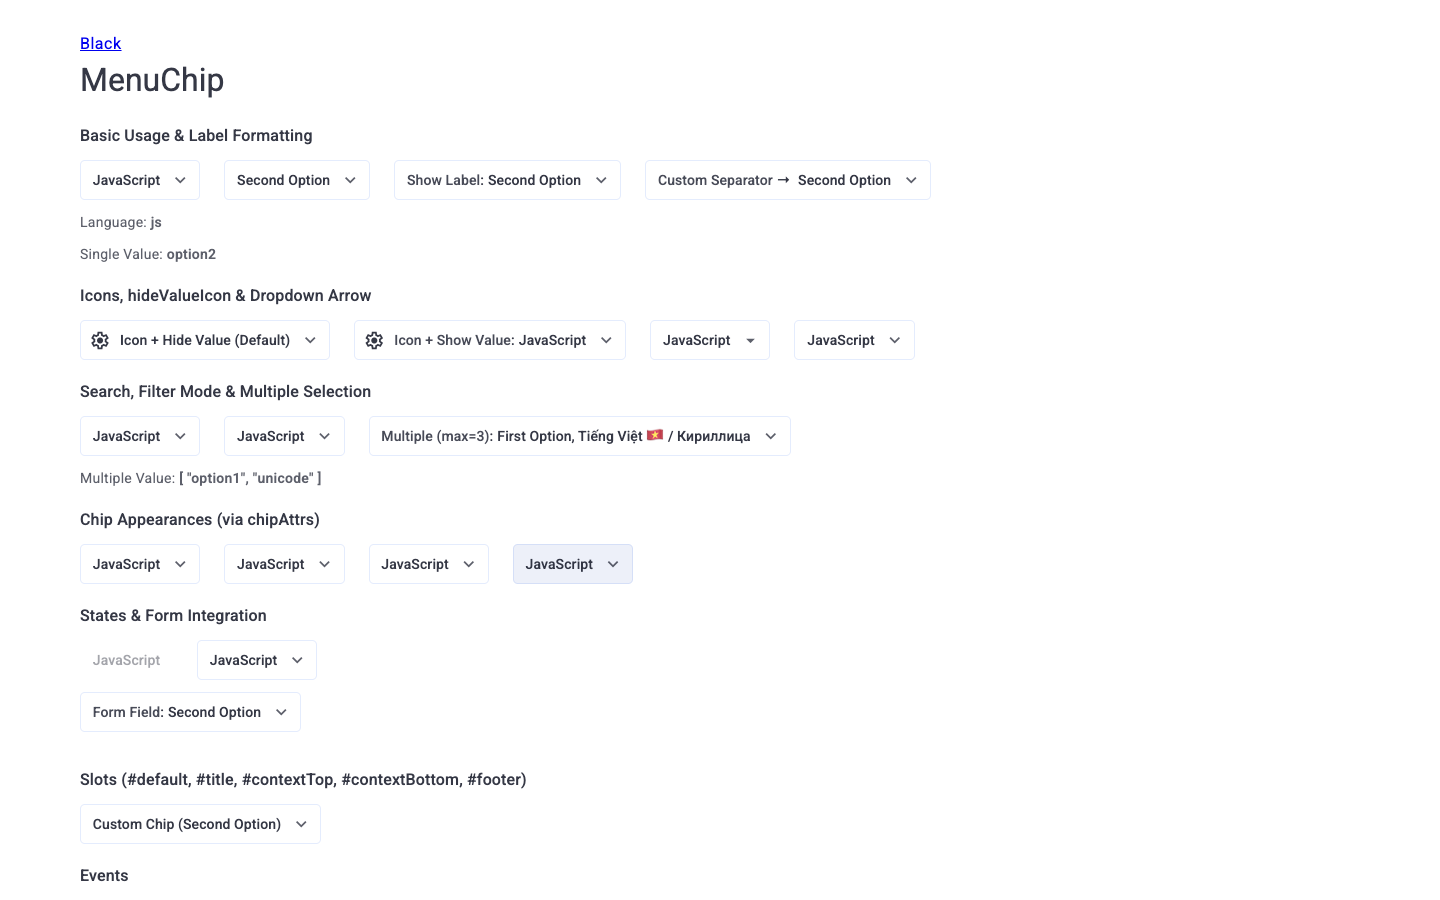 Black
MenuChip
Basic Usage & Label Formatting
JavaScript Second Option Show Label: Second Option Custom Separator → Second Option
Language: js
Single Value: option2
Icons, hideValueIcon & Dropdown Arrow
Icon + Hide Value (Default) Icon + Show Value: JavaScript JavaScript JavaScript
Search, Filter Mode & Multiple Selection
JavaScript JavaScript Multiple (max=3): First Option, Tiếng Việt 🇻🇳 / Кириллица
Multiple Value: [ "option1", "unicode" ]
Chip Appearances (via chipAttrs)
JavaScript JavaScript JavaScript JavaScript
States & Form Integration
JavaScript JavaScript
Form Field: Second Option
Slots (#default, #title, #contextTop, #contextBottom, #footer)
Custom Chip (Second Option)
Events